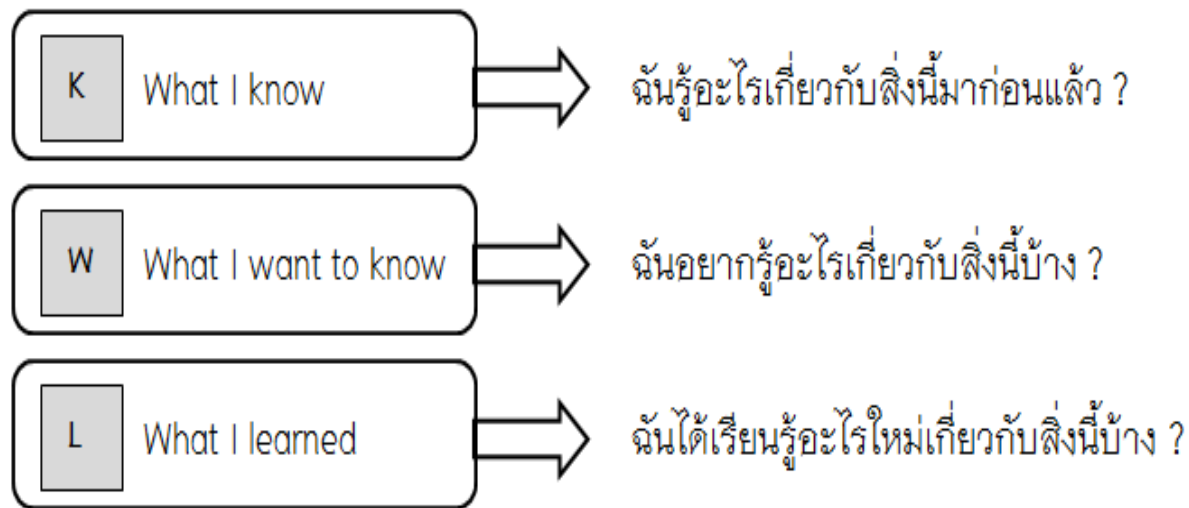 K What I know ฉันรู้อะไรเกี่ยวกับสิ่งนี้มาก่อนแล้ว ?
W What I want to know ฉันอยากรู้อะไรเกี่ยวกับสิ่งนี้บ้าง ?
L What I learned ฉันได้เรียนรู้อะไรใหม่เกี่ยวกับสิ่งนี้บ้าง ?